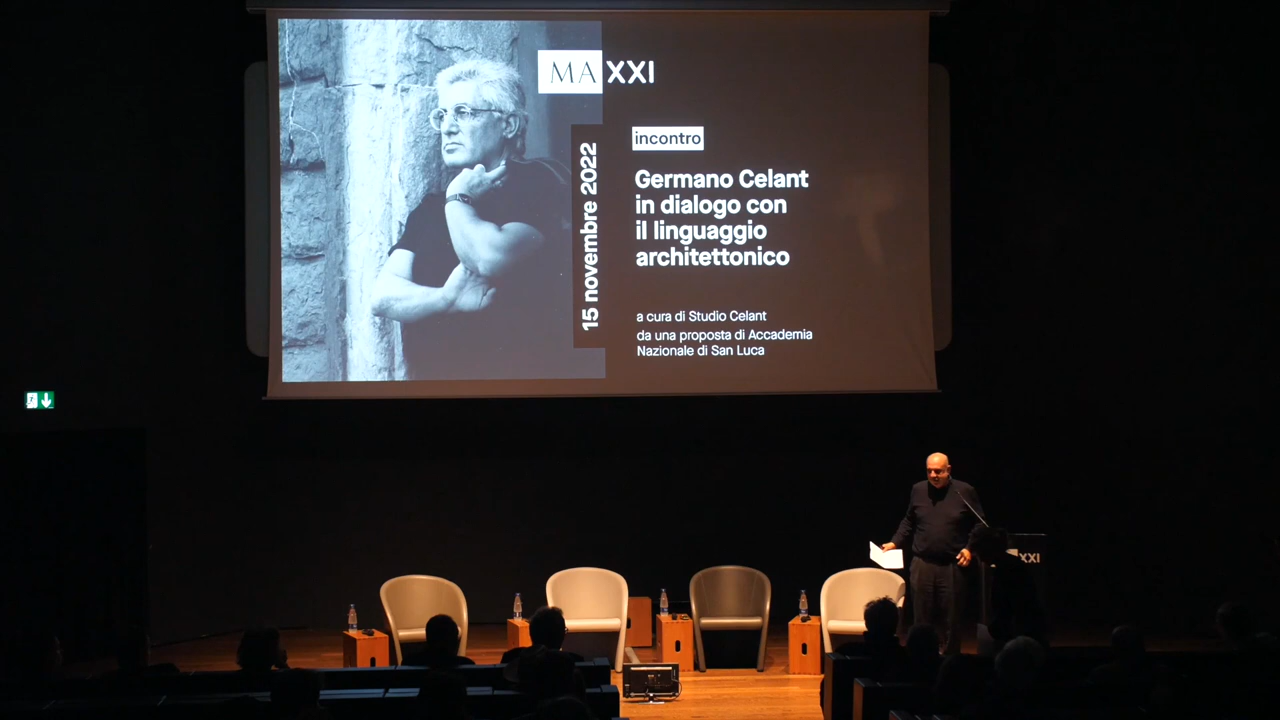 MAXXI
incontro
Germano Celant
in dialogo con
il linguaggio
architettonico
15 novembre 2022
a cura di Studio Celant
da una proposta di Accademia
Nazionale di San Luca
XXI